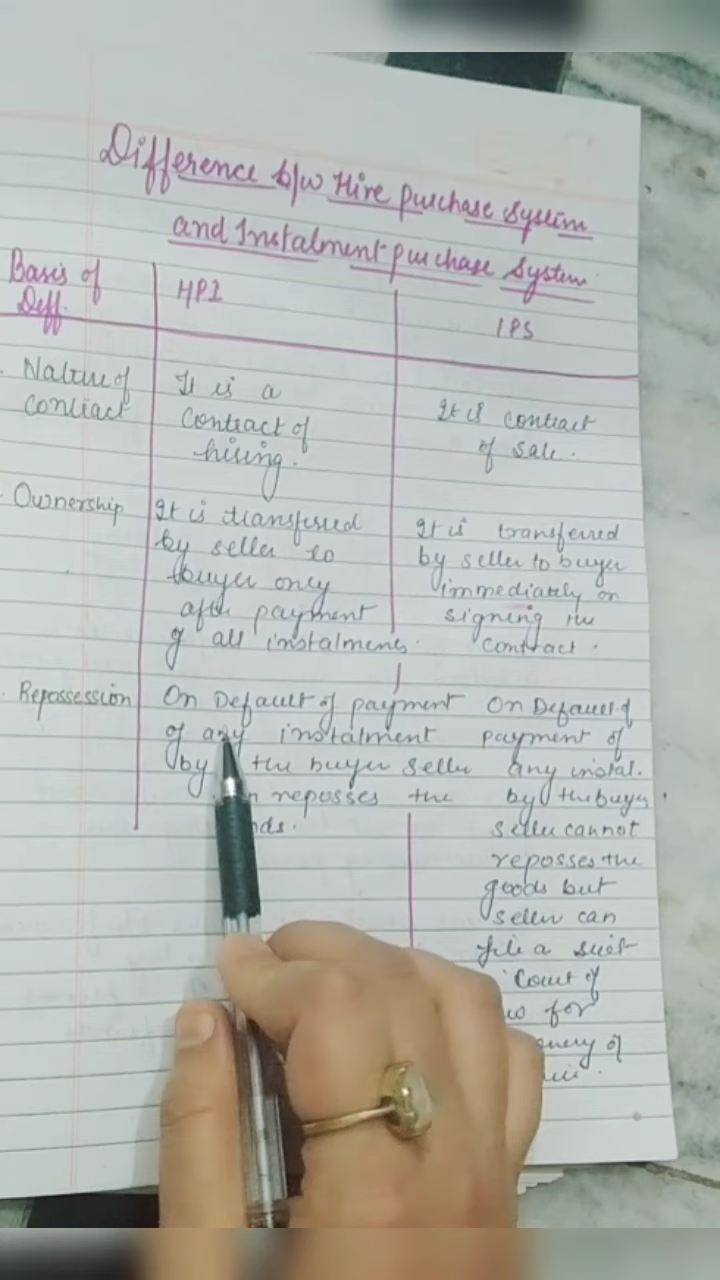 Difference b/w Hire purchase System
and Instalment purchase System
Basis of
Deff.
HPI
IPS
Nature of
contract
It is a
contract of
hiring.
It is contract
of sale.
Ownership
It is transferred
by seller to
buyer only
after payment
of all instalments.
It is transferred
by seller to buyer
immediately on
signing the
contract.
Repossession
On Default of payment
of any instalment
by the buyer seller
reposses the
On Default of
payment of
any instal.
by the buyer
seller cannot
reposses the
goods but
seller can
file a suit
Court of
for
of